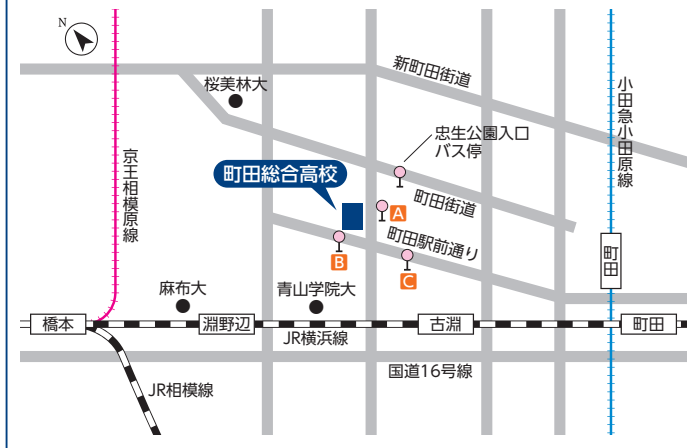 N
新町田街道
桜美林大
小田急小田原線
忠生公園入口
バス停
京王相模原線
町田総合高校
町田街道
A
町田駅前通り
B
C
町田
麻布大
青山学院大
橋本
淵野辺
古淵
町田
JR横浜線
国道16号線
JR相模線